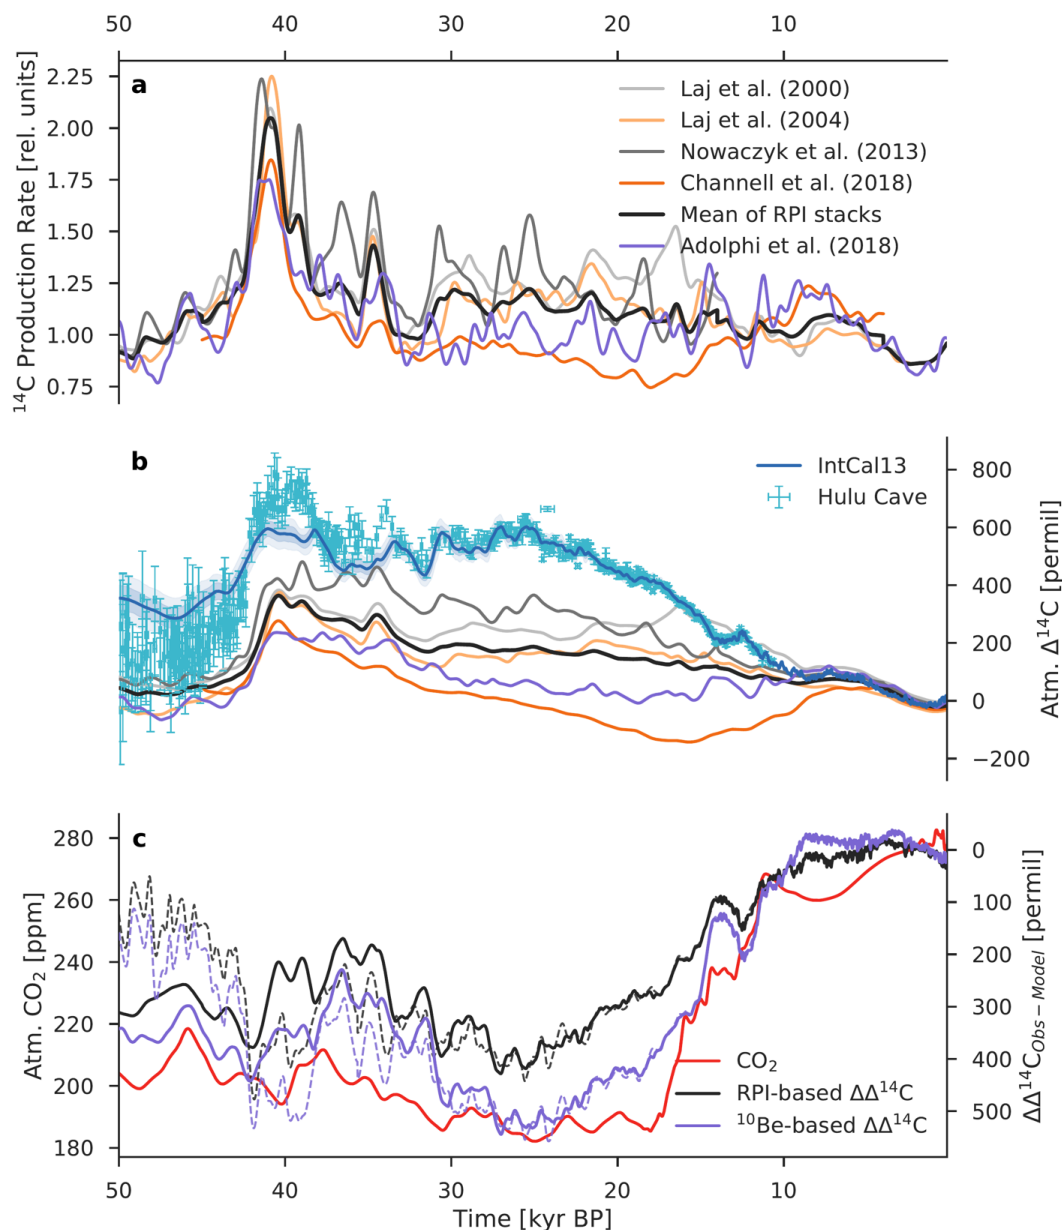 50 40 30 20 10
a
¹⁴C Production Rate [rel. units]
2.25
2.00
1.75
1.50
1.25
1.00
0.75
Laj et al. (2000)
Laj et al. (2004)
Nowaczyk et al. (2013)
Channell et al. (2018)
Mean of RPI stacks
Adolphi et al. (2018)
b
IntCal13
Hulu Cave
800
600
400
200
0
−200
Atm. Δ¹⁴C [permil]
c
Atm. CO₂ [ppm]
280
260
240
220
200
180
CO₂
RPI-based ΔΔ¹⁴C
¹⁰Be-based ΔΔ¹⁴C
0
100
200
300
400
500
ΔΔ¹⁴C_Obs−Model [permil]
50 40 30 20 10
Time [kyr BP]